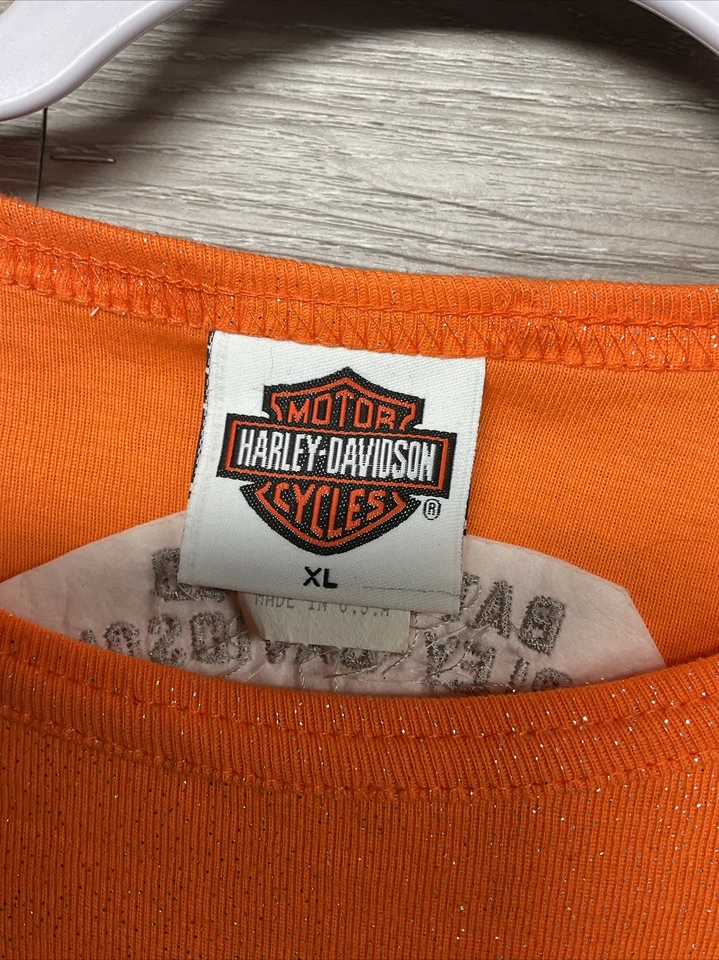 MOTOR
HARLEY-DAVIDSON
CYCLES
®
XL
MADE IN U.S.A